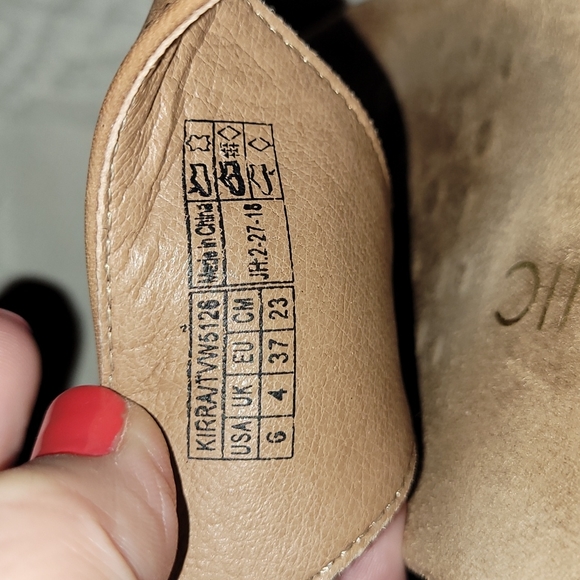 KIRRA/TVW5126 Made in China
USA UK EU CM
6 4 37 23
JH:2-27-18